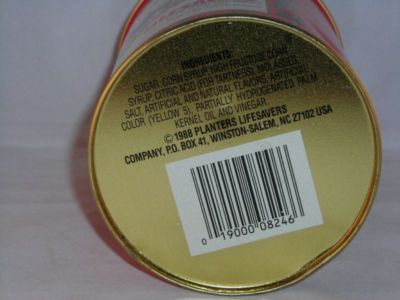 INGREDIENTS:
SUGAR, CORN SYRUP, HIGH FRUCTOSE CORN
SYRUP, CITRIC ACID (FOR TARTNESS), MOLASSES,
SALT, ARTIFICIAL AND NATURAL FLAVORS, ARTIFICIAL
COLOR (YELLOW 5), PARTIALLY HYDROGENATED PALM
KERNEL OIL AND VINEGAR.
©1988 PLANTERS LIFESAVERS
COMPANY, P.O. BOX 41, WINSTON-SALEM, NC 27102 USA
0 19000 08246